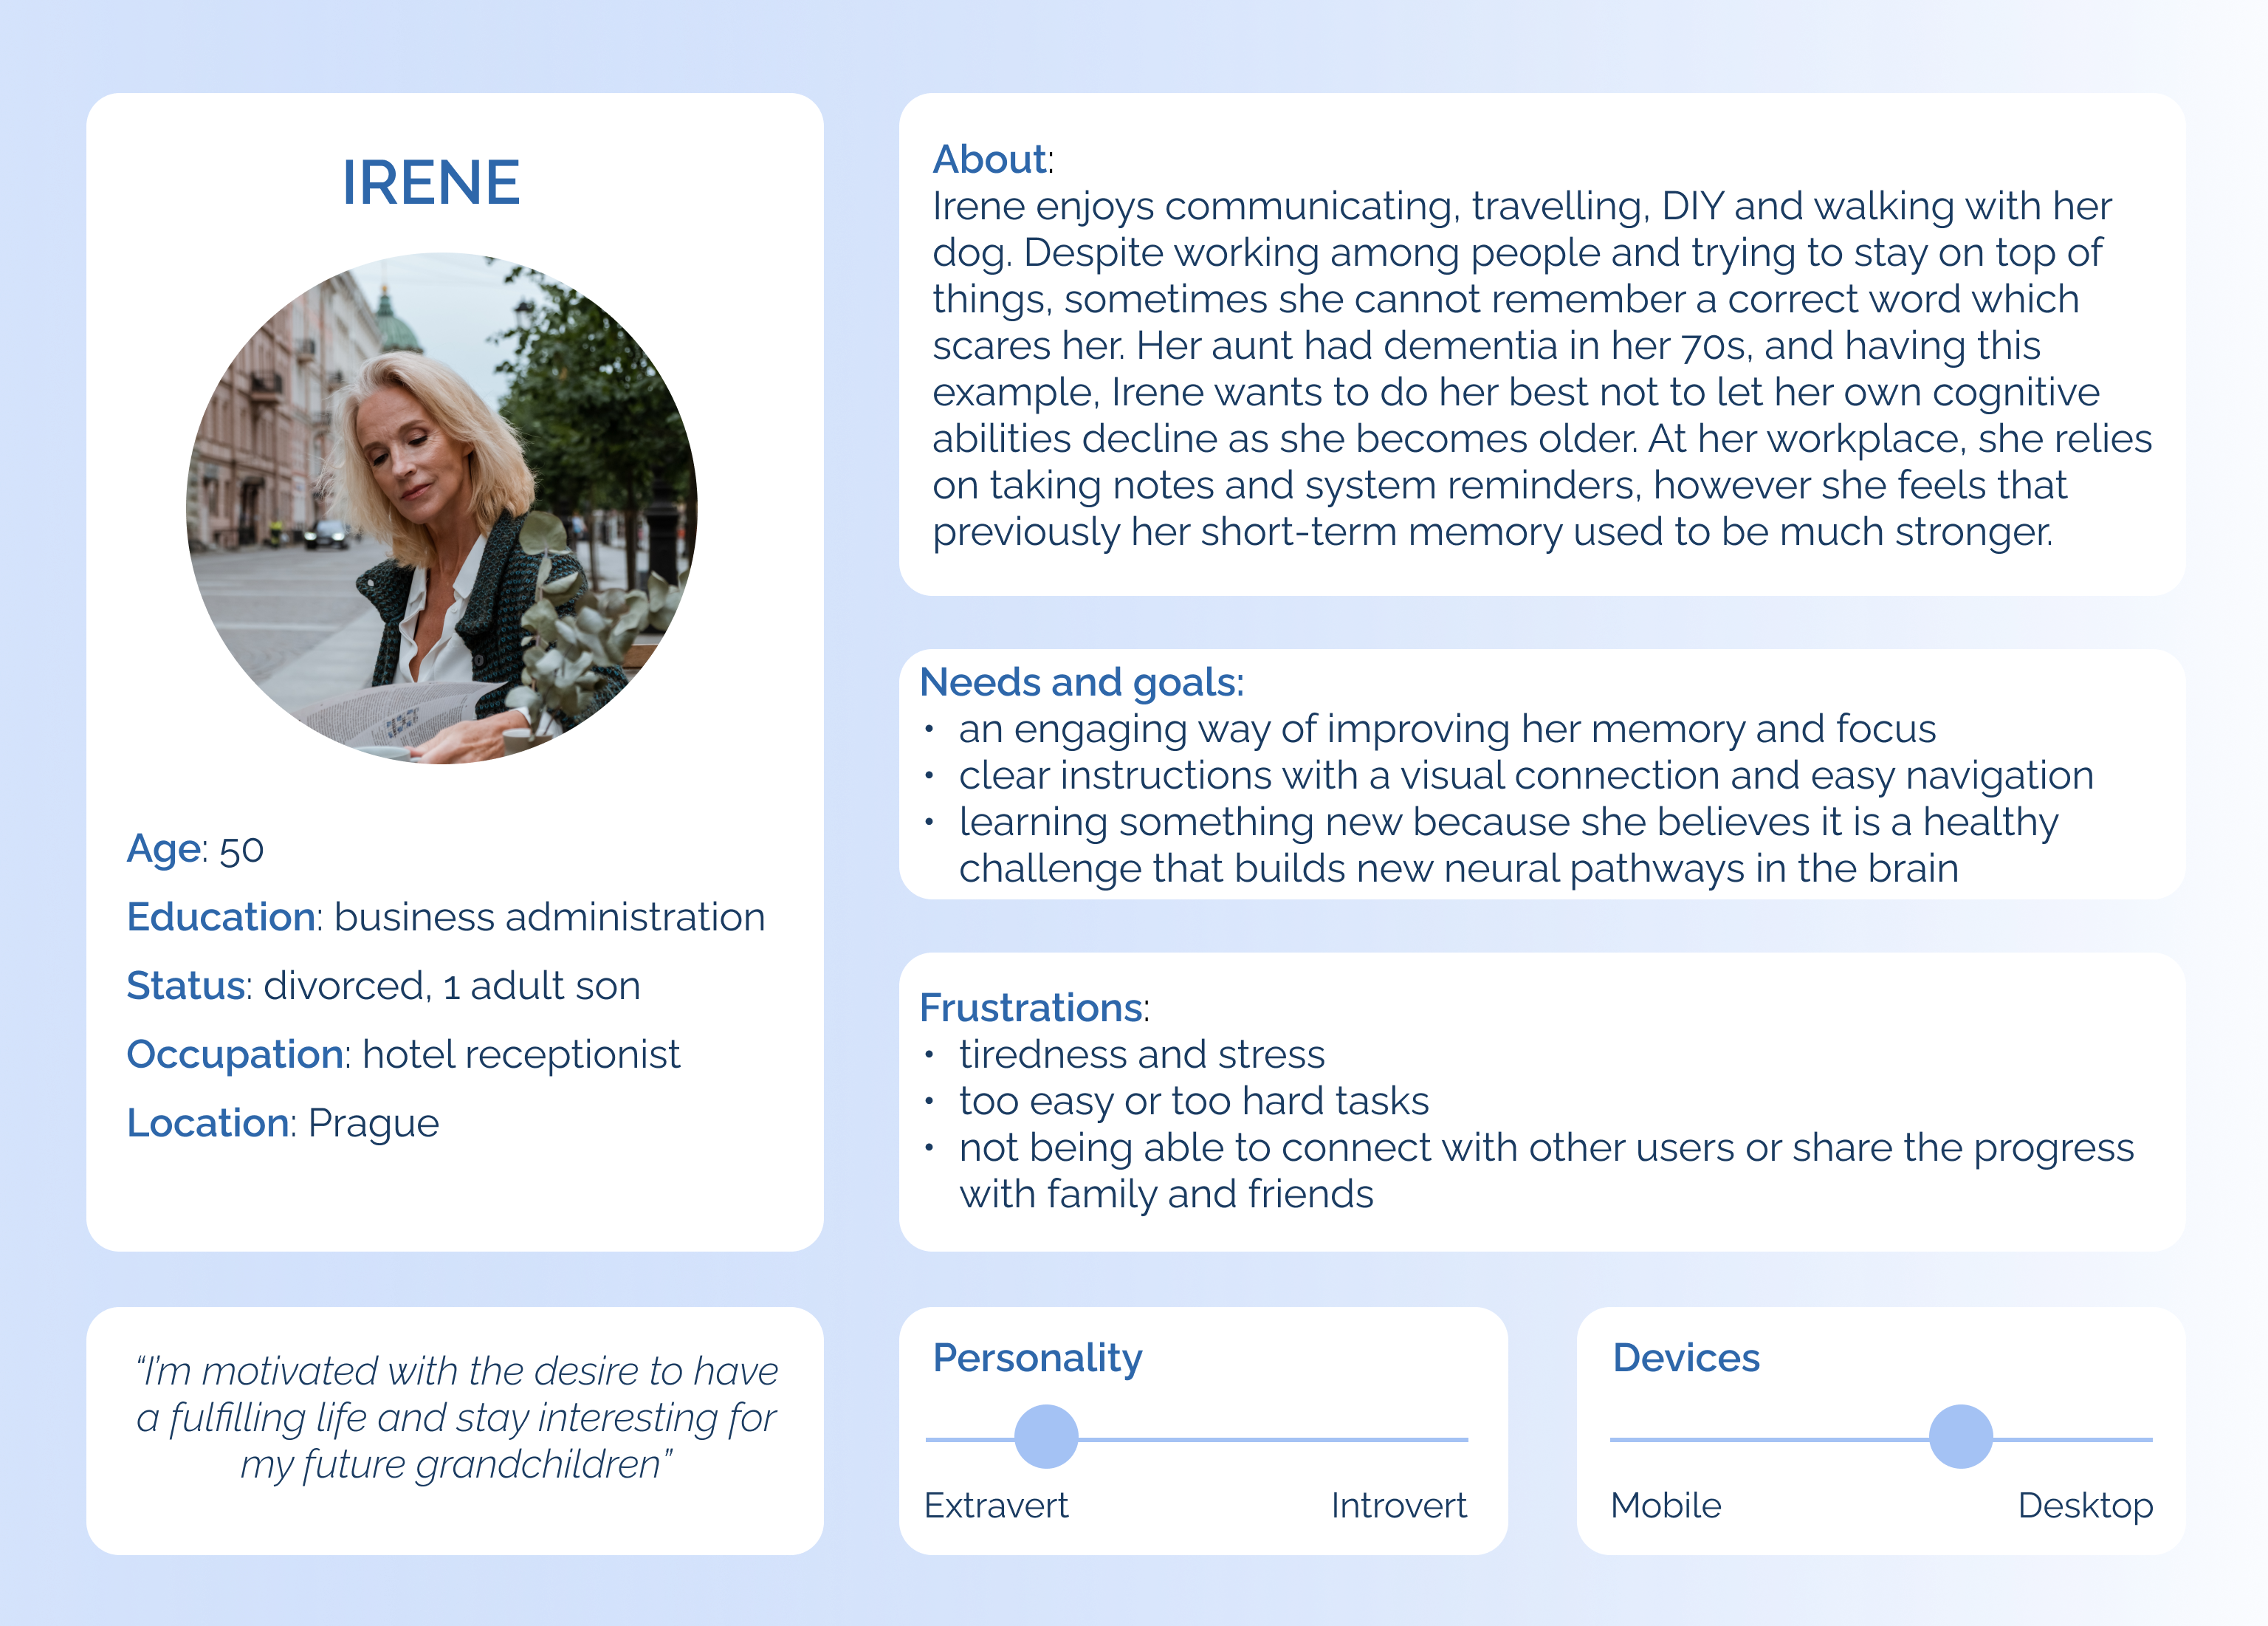 IRENE
Age: 50
Education: business administration
Status: divorced, 1 adult son
Occupation: hotel receptionist
Location: Prague
“I’m motivated with the desire to have
a fulfilling life and stay interesting for
my future grandchildren”
About:
Irene enjoys communicating, travelling, DIY and walking with her
dog. Despite working among people and trying to stay on top of
things, sometimes she cannot remember a correct word which
scares her. Her aunt had dementia in her 70s, and having this
example, Irene wants to do her best not to let her own cognitive
abilities decline as she becomes older. At her workplace, she relies
on taking notes and system reminders, however she feels that
previously her short-term memory used to be much stronger.
Needs and goals:
• an engaging way of improving her memory and focus
• clear instructions with a visual connection and easy navigation
• learning something new because she believes it is a healthy
challenge that builds new neural pathways in the brain
Frustrations:
• tiredness and stress
• too easy or too hard tasks
• not being able to connect with other users or share the progress
with family and friends
Personality
Extravert Introvert
Devices
Mobile Desktop